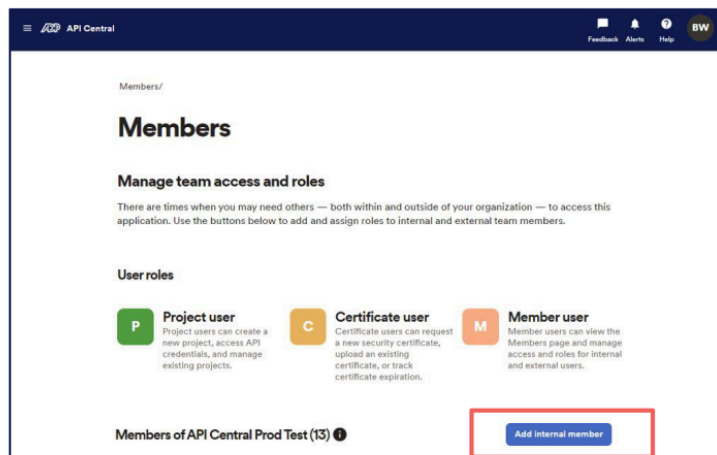 ADP API Central
Feedback Alerts Help
BW
Members/
Members
Manage team access and roles
There are times when you may need others — both within and outside of your organization — to access this
application. Use the buttons below to add and assign roles to internal and external team members.
User roles
P
Project user
Project users can create a
new project, access API
credentials, and manage
existing projects.
C
Certificate user
Certificate users can request
a new security certificate,
upload an existing
certificate, or track
certificate expiration.
M
Member user
Member users can view the
Members page and manage
access and roles for internal
and external users.
Members of API Central Prod Test (13)
Add internal member